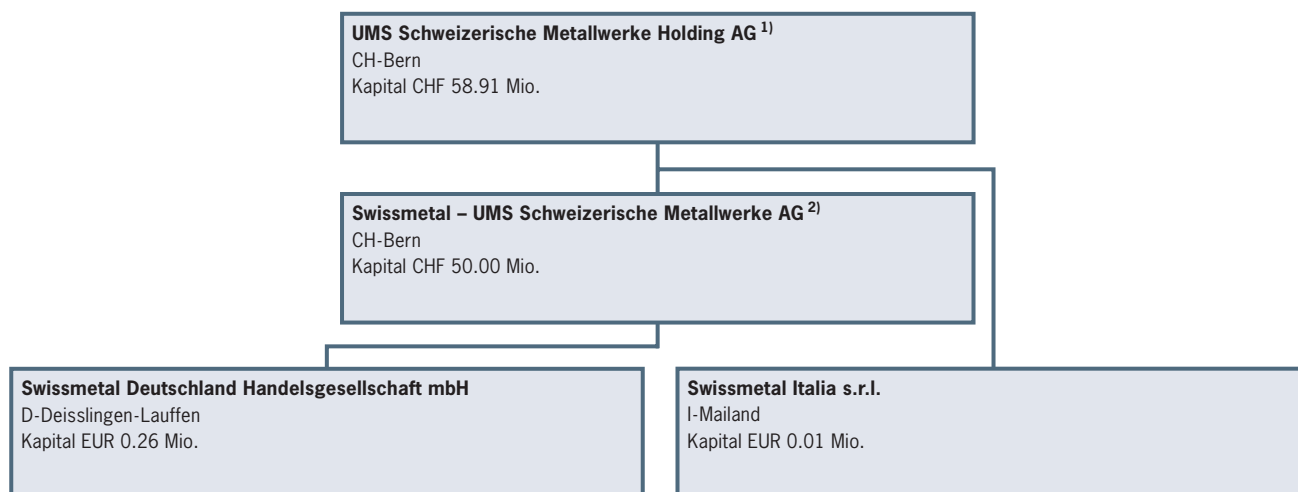 UMS Schweizerische Metallwerke Holding AG 1)
CH-Bern
Kapital CHF 58.91 Mio.
Swissmetal – UMS Schweizerische Metallwerke AG 2)
CH-Bern
Kapital CHF 50.00 Mio.
Swissmetal Deutschland Handelsgesellschaft mbH
D-Deisslingen-Lauffen
Kapital EUR 0.26 Mio.
Swissmetal Italia s.r.l.
I-Mailand
Kapital EUR 0.01 Mio.